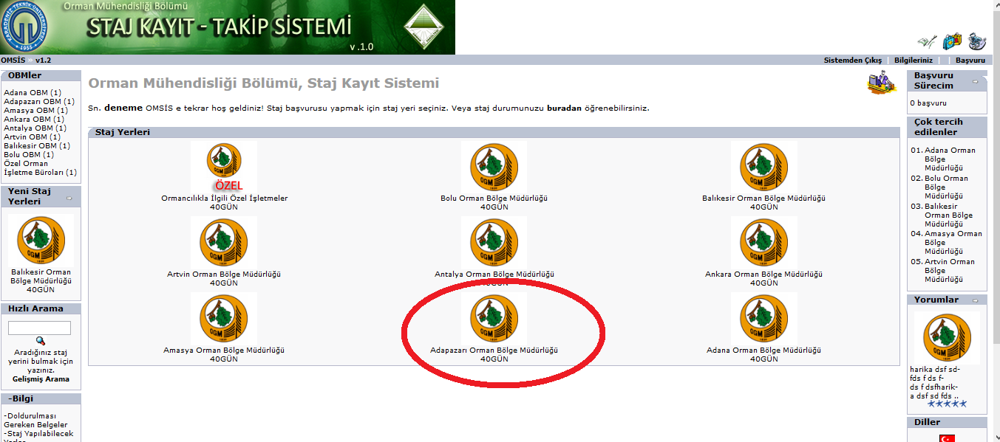 Orman Mühendisliği Bölümü
STAJ KAYIT - TAKİP SİSTEMİ
v .1.0
KARADENİZ TEKNİK ÜNİVERSİTESİ
1955
OMSİS » v1.2
Sistemden Çıkış | Bilgileriniz | | Başvuru
OBMler
Adana OBM (1)
Adapazarı OBM (1)
Amasya OBM (1)
Ankara OBM (1)
Antalya OBM (1)
Artvin OBM (1)
Balıkesir OBM (1)
Bolu OBM (1)
Özel Orman
İşletme Büroları (1)
Yeni Staj
Yerleri
OGM
Balıkesir Orman
Bölge Müdürlüğü
40GÜN
Hızlı Arama
Aradığınız staj
yerini bulmak için
yazınız.
Gelişmiş Arama
-Bilgi
-Doldurulması
Gereken Belgeler
-Staj Yapılabilecek
Orman Mühendisliği Bölümü, Staj Kayıt Sistemi
Sn. deneme OMSİS e tekrar hoş geldiniz! Staj başvurusu yapmak için staj yeri seçiniz. Veya staj durumunuzu buradan öğrenebilirsiniz.
Staj Yerleri
OGM
ÖZEL
Ormancılıkla İlgili Özel İşletmeler
40GÜN
OGM
Bolu Orman Bölge Müdürlüğü
40GÜN
OGM
Balıkesir Orman Bölge Müdürlüğü
40GÜN
OGM
Artvin Orman Bölge Müdürlüğü
40GÜN
OGM
Antalya Orman Bölge Müdürlüğü
40GÜN
OGM
Ankara Orman Bölge Müdürlüğü
40GÜN
OGM
Amasya Orman Bölge Müdürlüğü
40GÜN
OGM
Adapazarı Orman Bölge Müdürlüğü
40GÜN
OGM
Adana Orman Bölge Müdürlüğü
40GÜN
Başvuru
Sürecim
0 başvuru
Çok tercih
edilenler
01. Adana Orman
Bölge
Müdürlüğü
02. Bolu Orman
Bölge
Müdürlüğü
03. Balıkesir
Orman Bölge
Müdürlüğü
04. Amasya Orman
Bölge
Müdürlüğü
05. Artvin Orman
Bölge
Müdürlüğü
Yorumlar
OGM
harika dsf sd-
fds f ds f-
ds f dsfharik-
a dsf sd fds ..
Diller